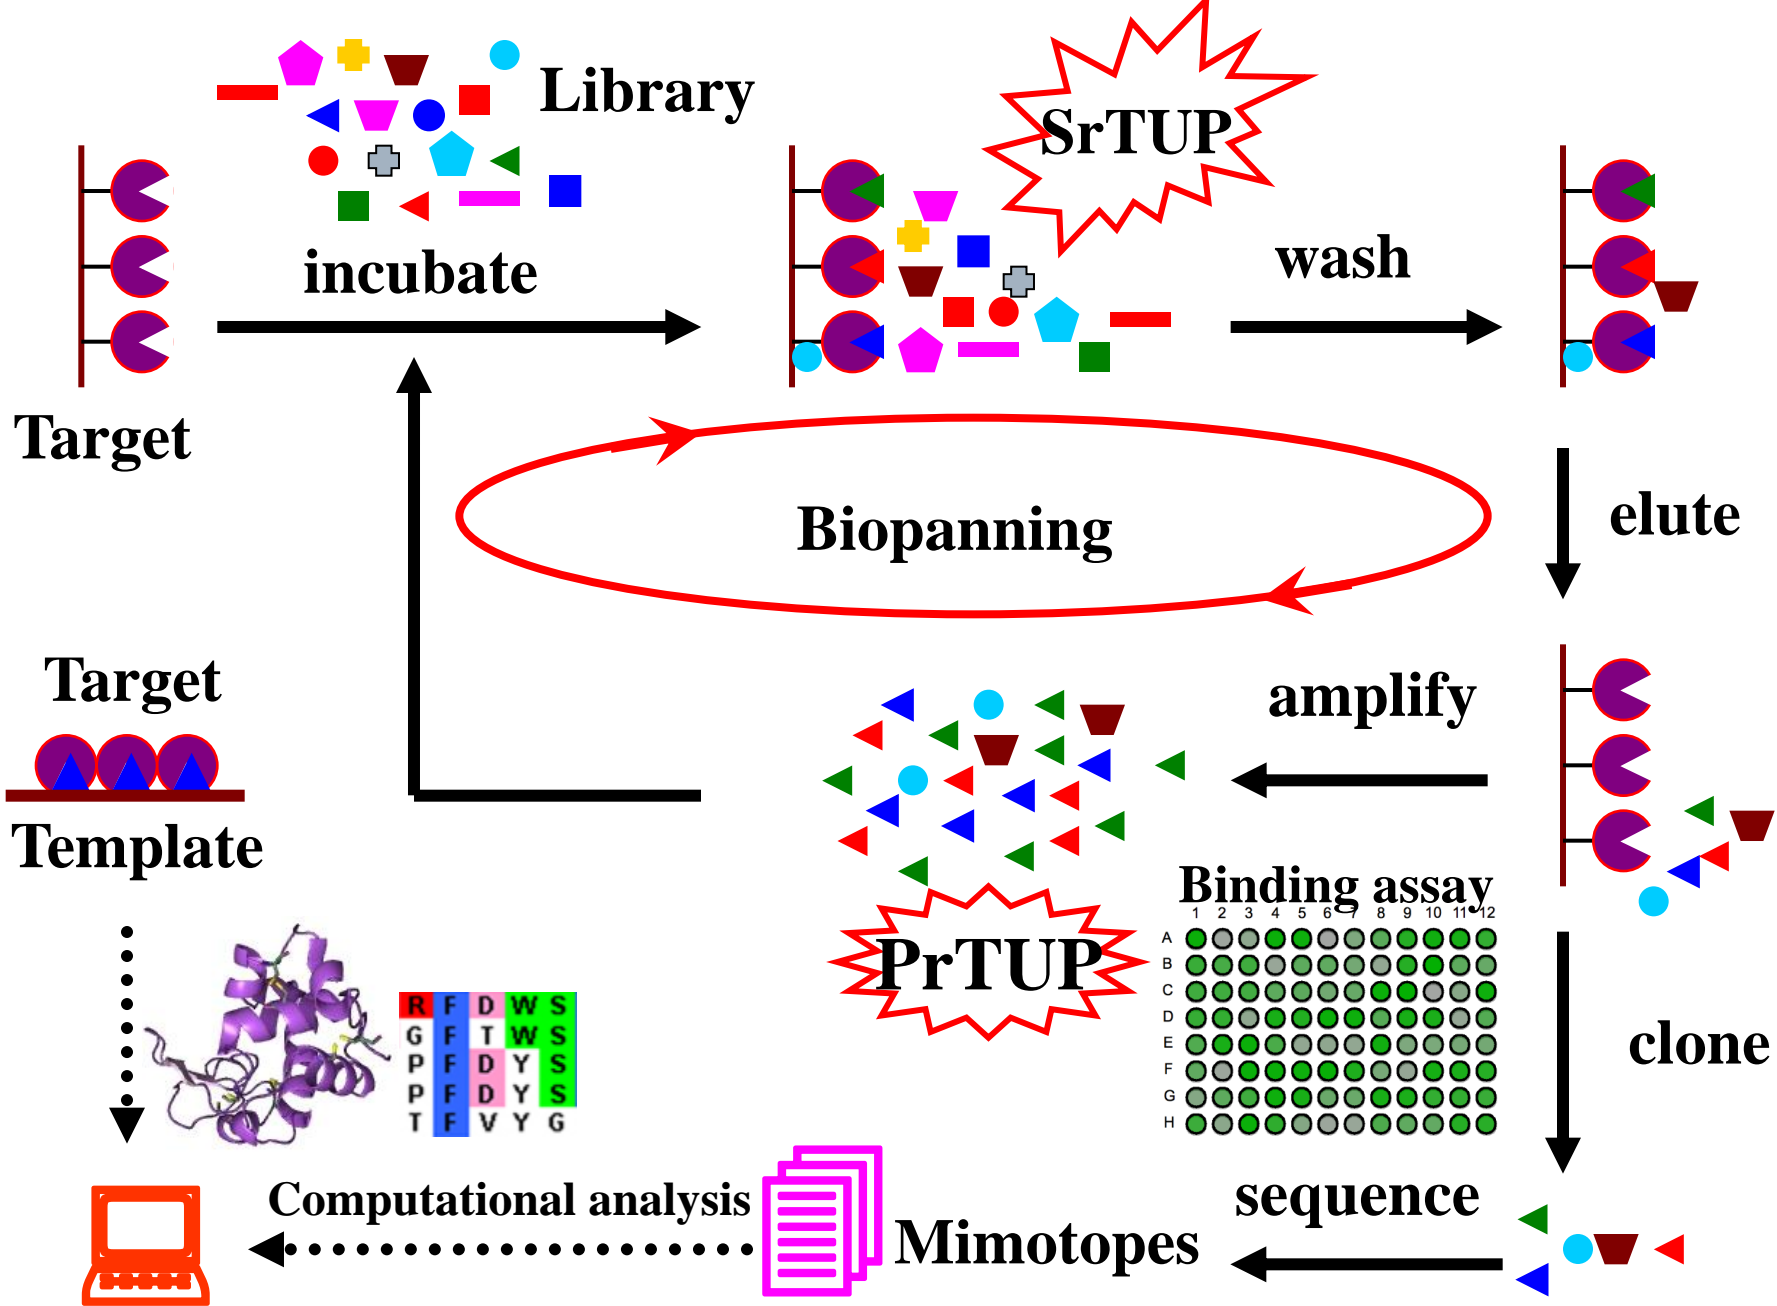 Library
SrTUP
incubate
wash
Target
Biopanning
elute
Target
amplify
Template
Binding assay
1 2 3 4 5 6 7 8 9 10 11 12
A
B
C
D
E
F
G
H
PrTUP
R F D W S
G F T W S
P F D Y S
P F D Y S
T F V Y G
clone
Computational analysis
sequence
Mimotopes